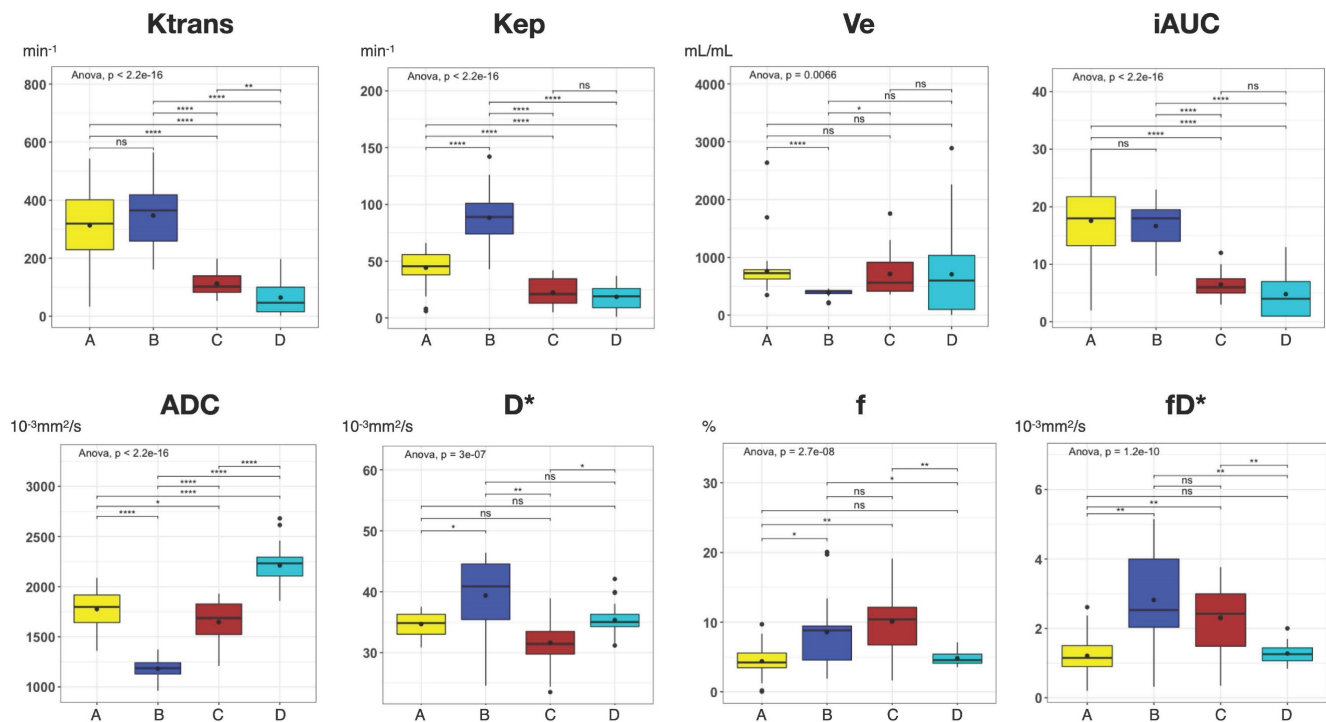 Ktrans
min⁻¹
Anova, p < 2.2e-16
**
****
****
****
****
ns
800
600
400
200
0
A B C D
Kep
min⁻¹
Anova, p < 2.2e-16
ns
****
****
****
****
****
200
150
100
50
0
A B C D
Ve
mL/mL
Anova, p = 0.0066
ns
ns
*
ns
ns
****
4000
3000
2000
1000
0
A B C D
iAUC
Anova, p < 2.2e-16
ns
****
****
****
****
ns
40
30
20
10
0
A B C D
ADC
10⁻³mm²/s
Anova, p < 2.2e-16
****
****
****
****
*
****
3000
2500
2000
1500
1000
A B C D
D*
10⁻³mm²/s
Anova, p = 3e-07
*
ns
**
ns
ns
*
60
50
40
30
A B C D
f
%
Anova, p = 2.7e-08
**
*
ns
ns
**
*
30
20
10
0
A B C D
fD*
10⁻³mm²/s
Anova, p = 1.2e-10
**
**
ns
ns
**
**
6
4
2
0
A B C D